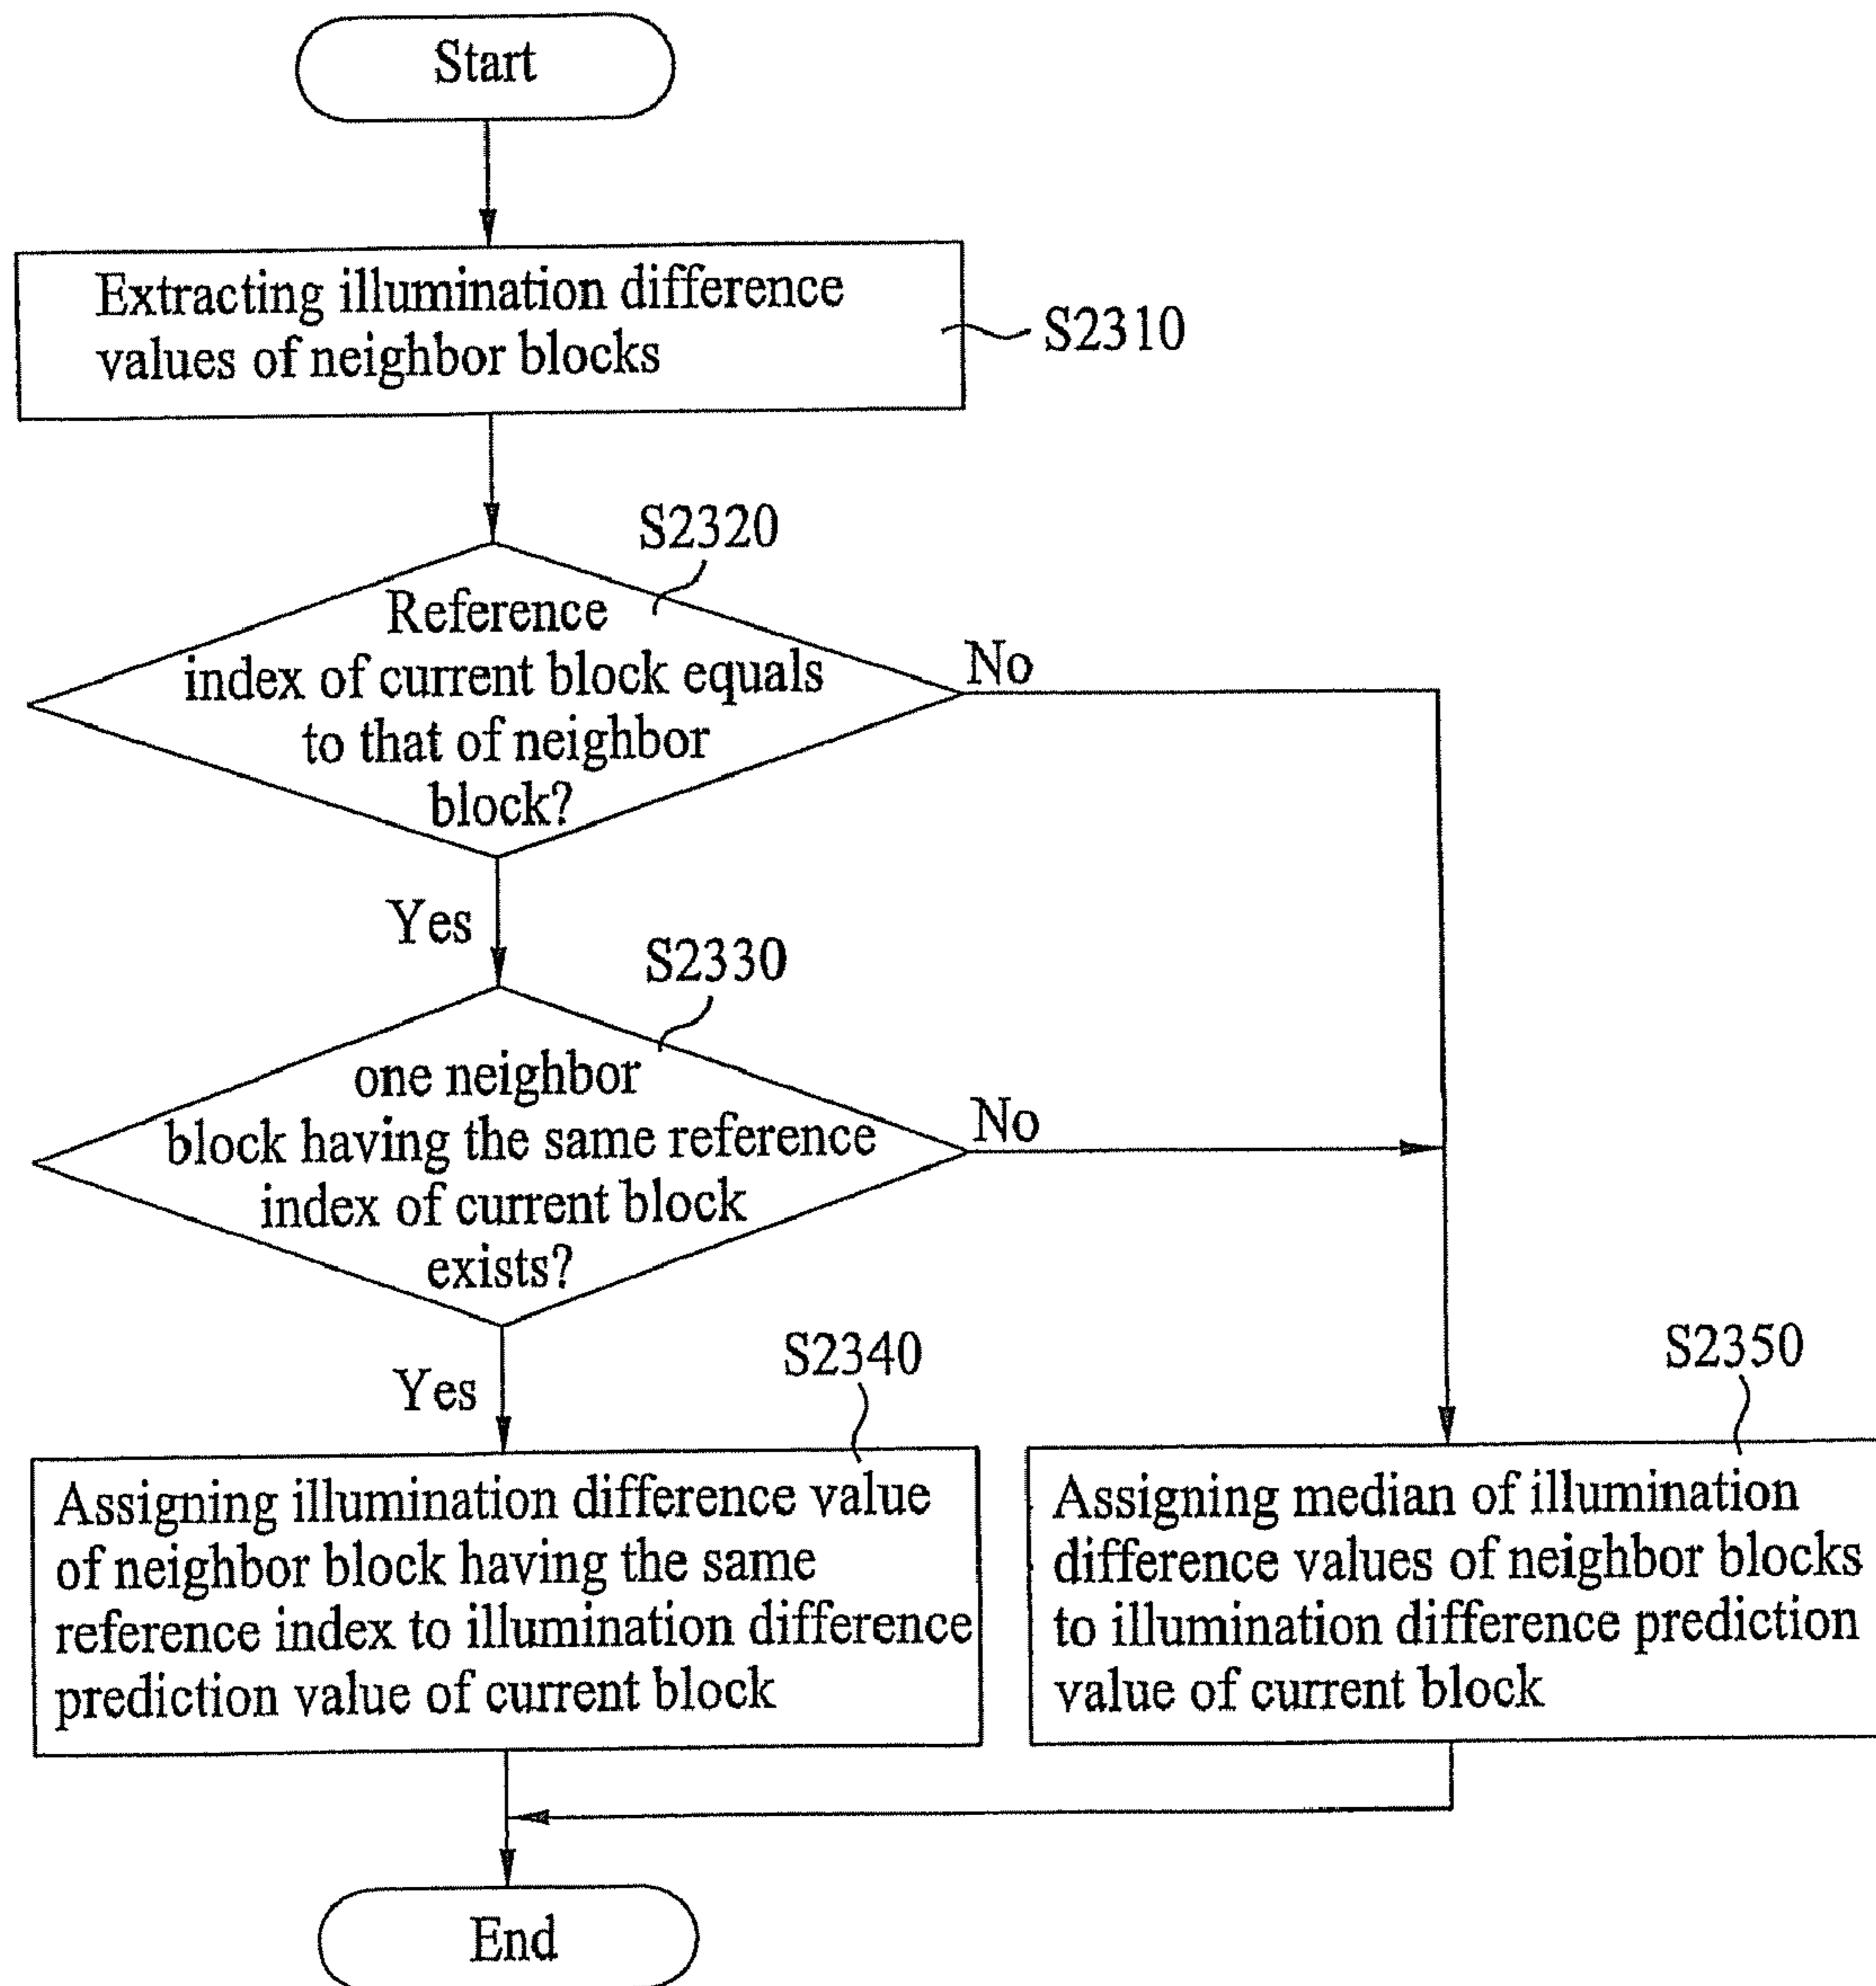 Start
Extracting illumination difference
values of neighbor blocks
S2310
S2320
Reference
index of current block equals
to that of neighbor
block?
No
Yes
S2330
one neighbor
block having the same reference
index of current block
exists?
No
Yes
S2340
Assigning illumination difference value
of neighbor block having the same
reference index to illumination difference
prediction value of current block
S2350
Assigning median of illumination
difference values of neighbor blocks
to illumination difference prediction
value of current block
End